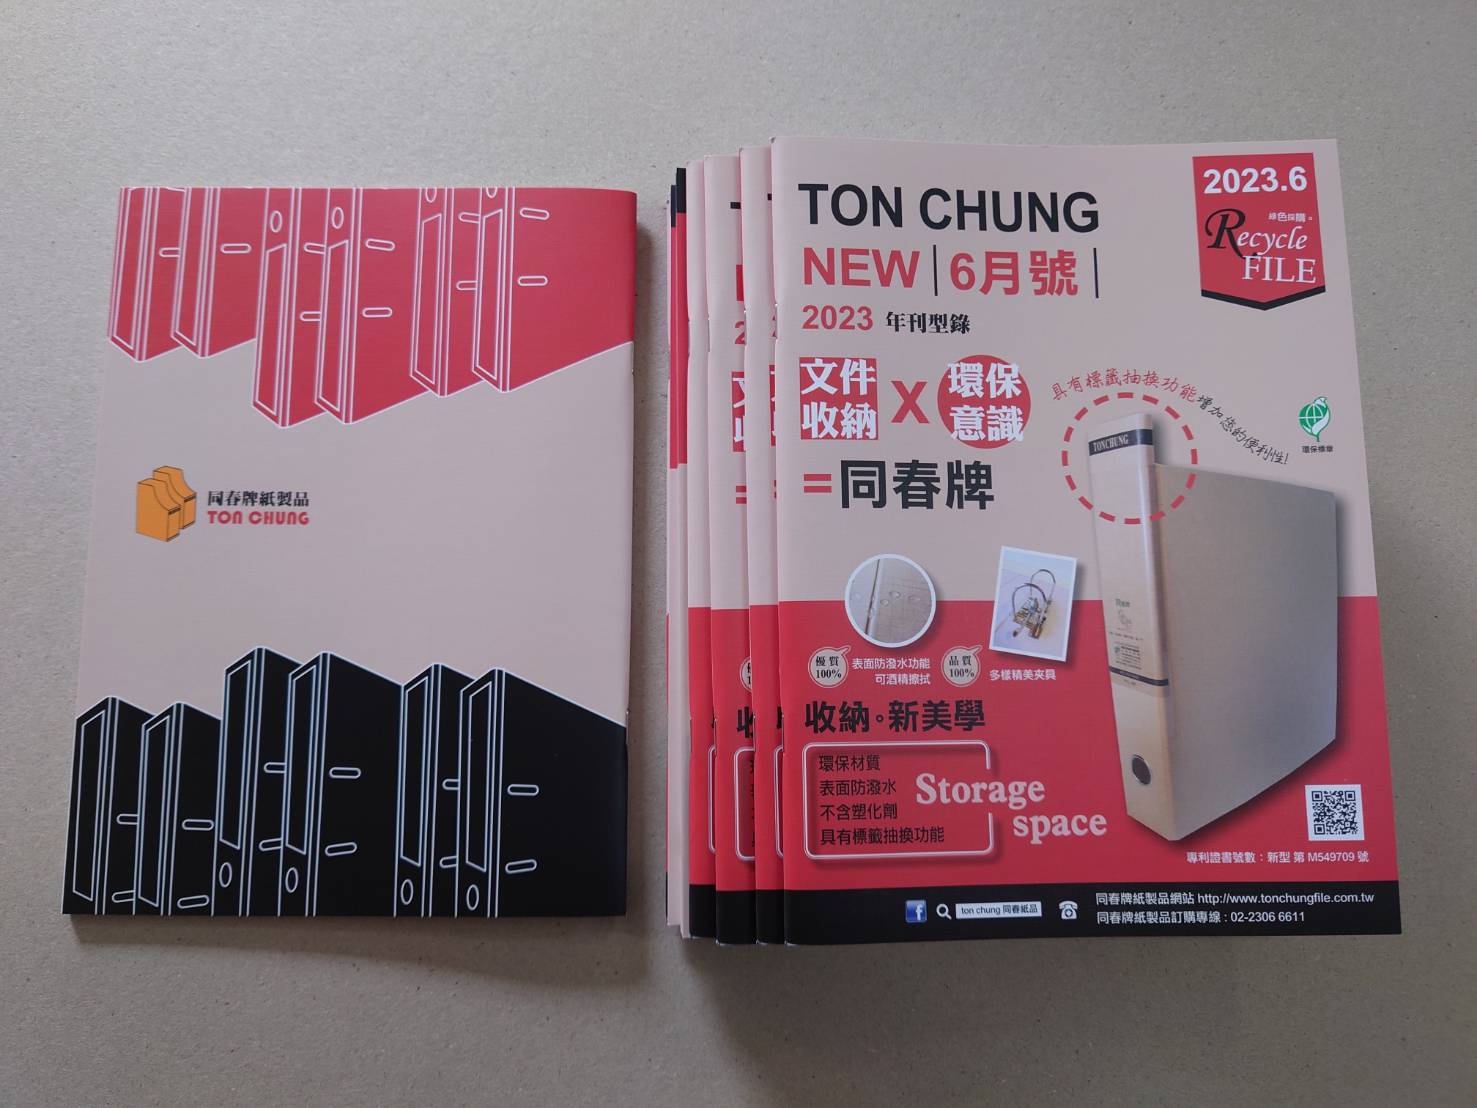 同春牌紙製品
TON CHUNG
TON CHUNG
NEW | 6月號 |
2023 年刊型錄
2023.6
綠色採購。
Recycle
FILE
文件
收納
X
環保
意識
=同春牌
具有標籤抽換功能增加您的便利性!
環保標章
TONCHUNG
優質
100%
表面防潑水功能
可酒精擦拭
品質
100%
多樣精美夾具
收納。新美學
環保材質
表面防潑水
不含塑化劑
具有標籤抽換功能
Storage
space
專利證書號數：新型 第 M549709 號
f
ton chung 同春紙品
同春牌紙製品網站 http://www.tonchungfile.com.tw
同春牌紙製品訂購專線 : 02-2306 6611